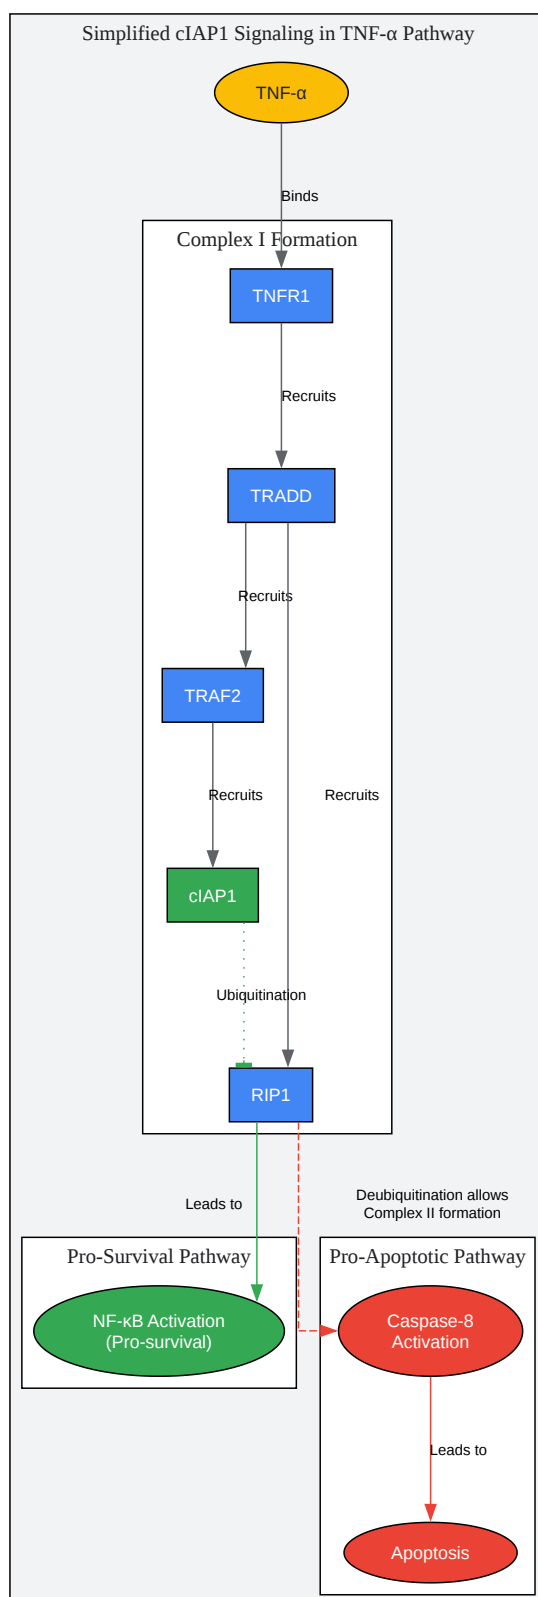 Simplified cIAP1 Signaling in TNF-α Pathway
TNF-α
Binds
Complex I Formation
TNFR1
Recruits
TRADD
Recruits
TRAF2
Recruits
Recruits
cIAP1
Ubiquitination
RIP1
Leads to
Deubiquitination allows
Complex II formation
Pro-Survival Pathway
NF-κB Activation
(Pro-survival)
Pro-Apoptotic Pathway
Caspase-8
Activation
Leads to
Apoptosis